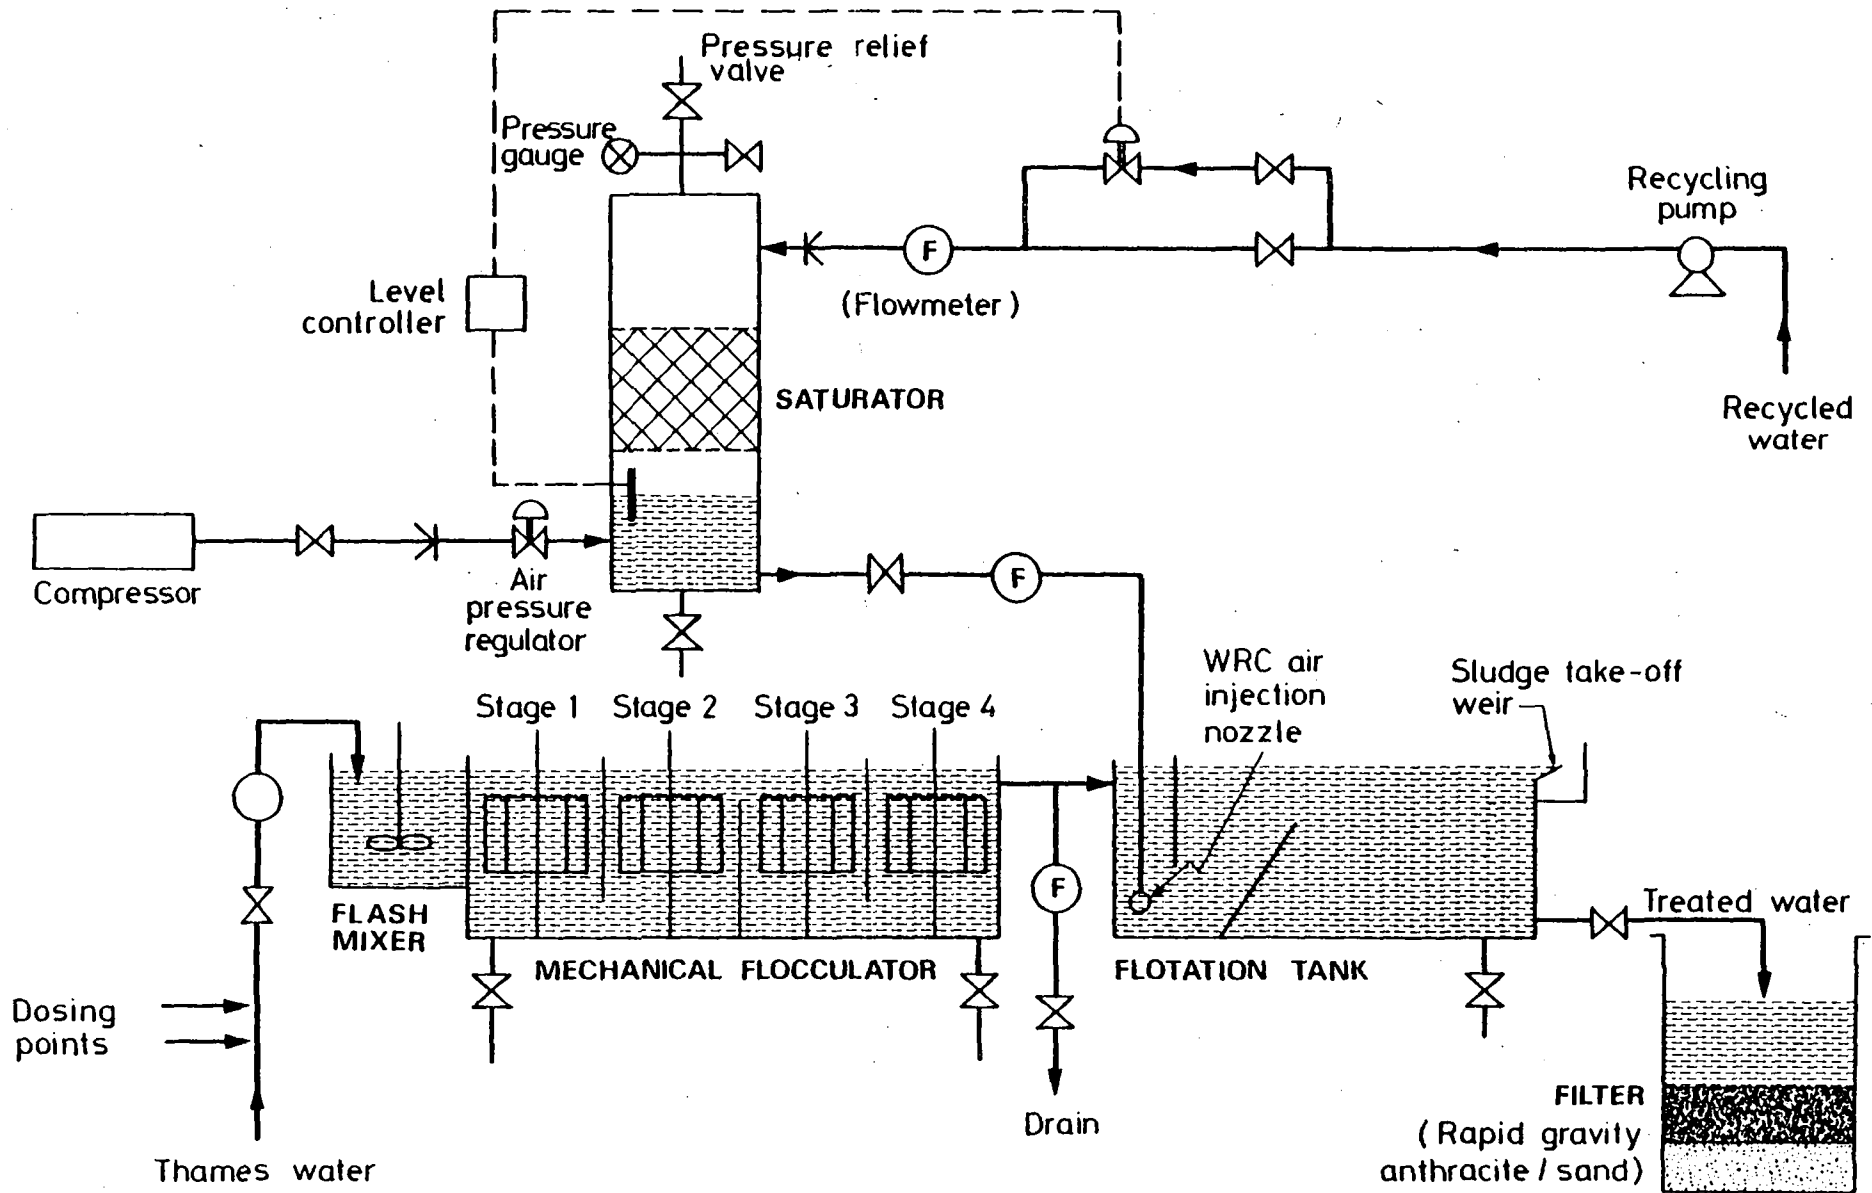 Pressure relief
valve
Pressure
gauge
Recycling
pump
Level
controller
F
(Flowmeter)
SATURATOR
Recycled
water
Compressor
Air
pressure
regulator
F
WRC air
injection
nozzle
Sludge take-off
weir
Stage 1
Stage 2
Stage 3
Stage 4
FLASH
MIXER
MECHANICAL FLOCCULATOR
F
FLOTATION TANK
Treated water
Dosing
points
Thames water
Drain
FILTER
(Rapid gravity
anthracite / sand)